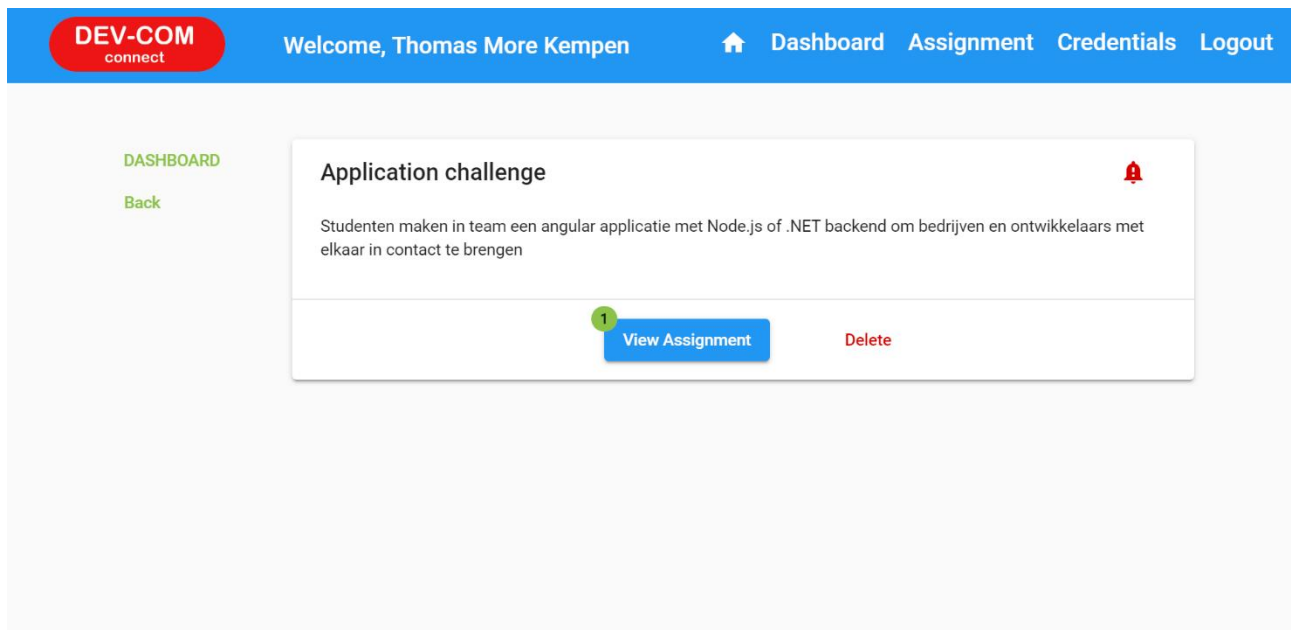 DEV-COM
connect
Welcome, Thomas More Kempen
Dashboard Assignment Credentials Logout
DASHBOARD
Back
Application challenge
Studenten maken in team een angular applicatie met Node.js of .NET backend om bedrijven en ontwikkelaars met
elkaar in contact te brengen
1
View Assignment
Delete